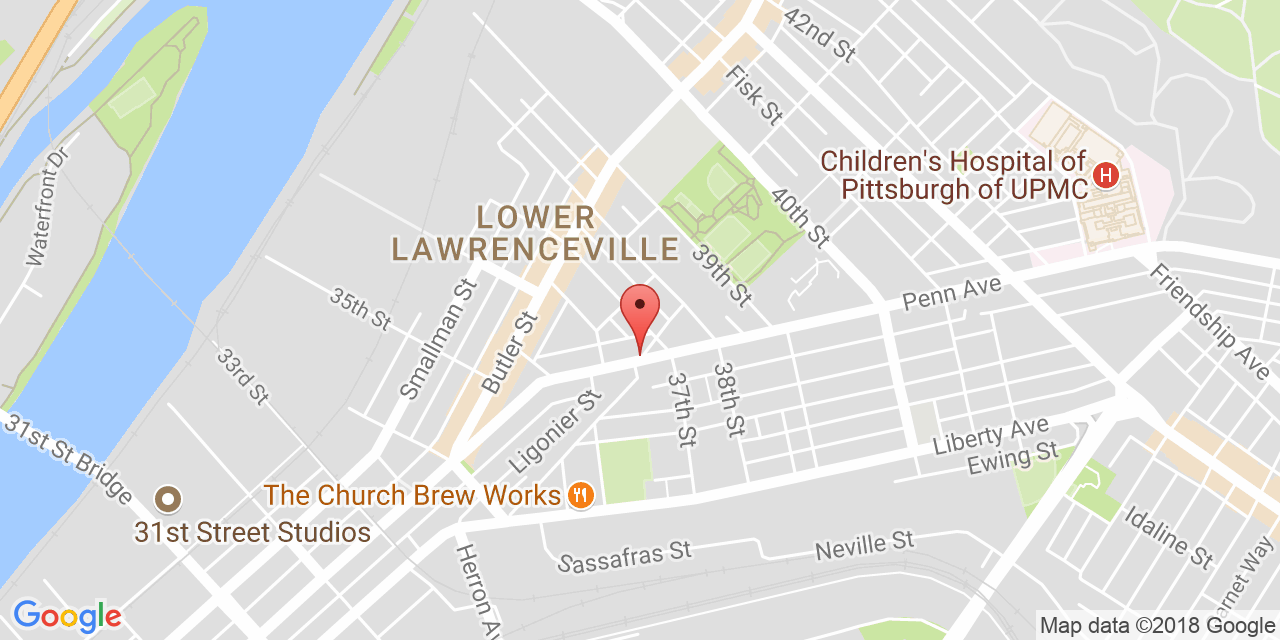 42nd St
Fisk St
Children's Hospital of
Pittsburgh of UPMC
H
Waterfront Dr
40th St
LOWER
LAWRENCEVILLE
39th St
Friendship Ave
Penn Ave
35th St
Smallman St
Butler St
33rd St
37th St
38th St
Ligonier St
31st St Bridge
Liberty Ave
Ewing St
The Church Brew Works
31st Street Studios
Idaline St
Sassafras St
Neville St
Herron Av
arnet Way
Google
Map data ©2018 Google